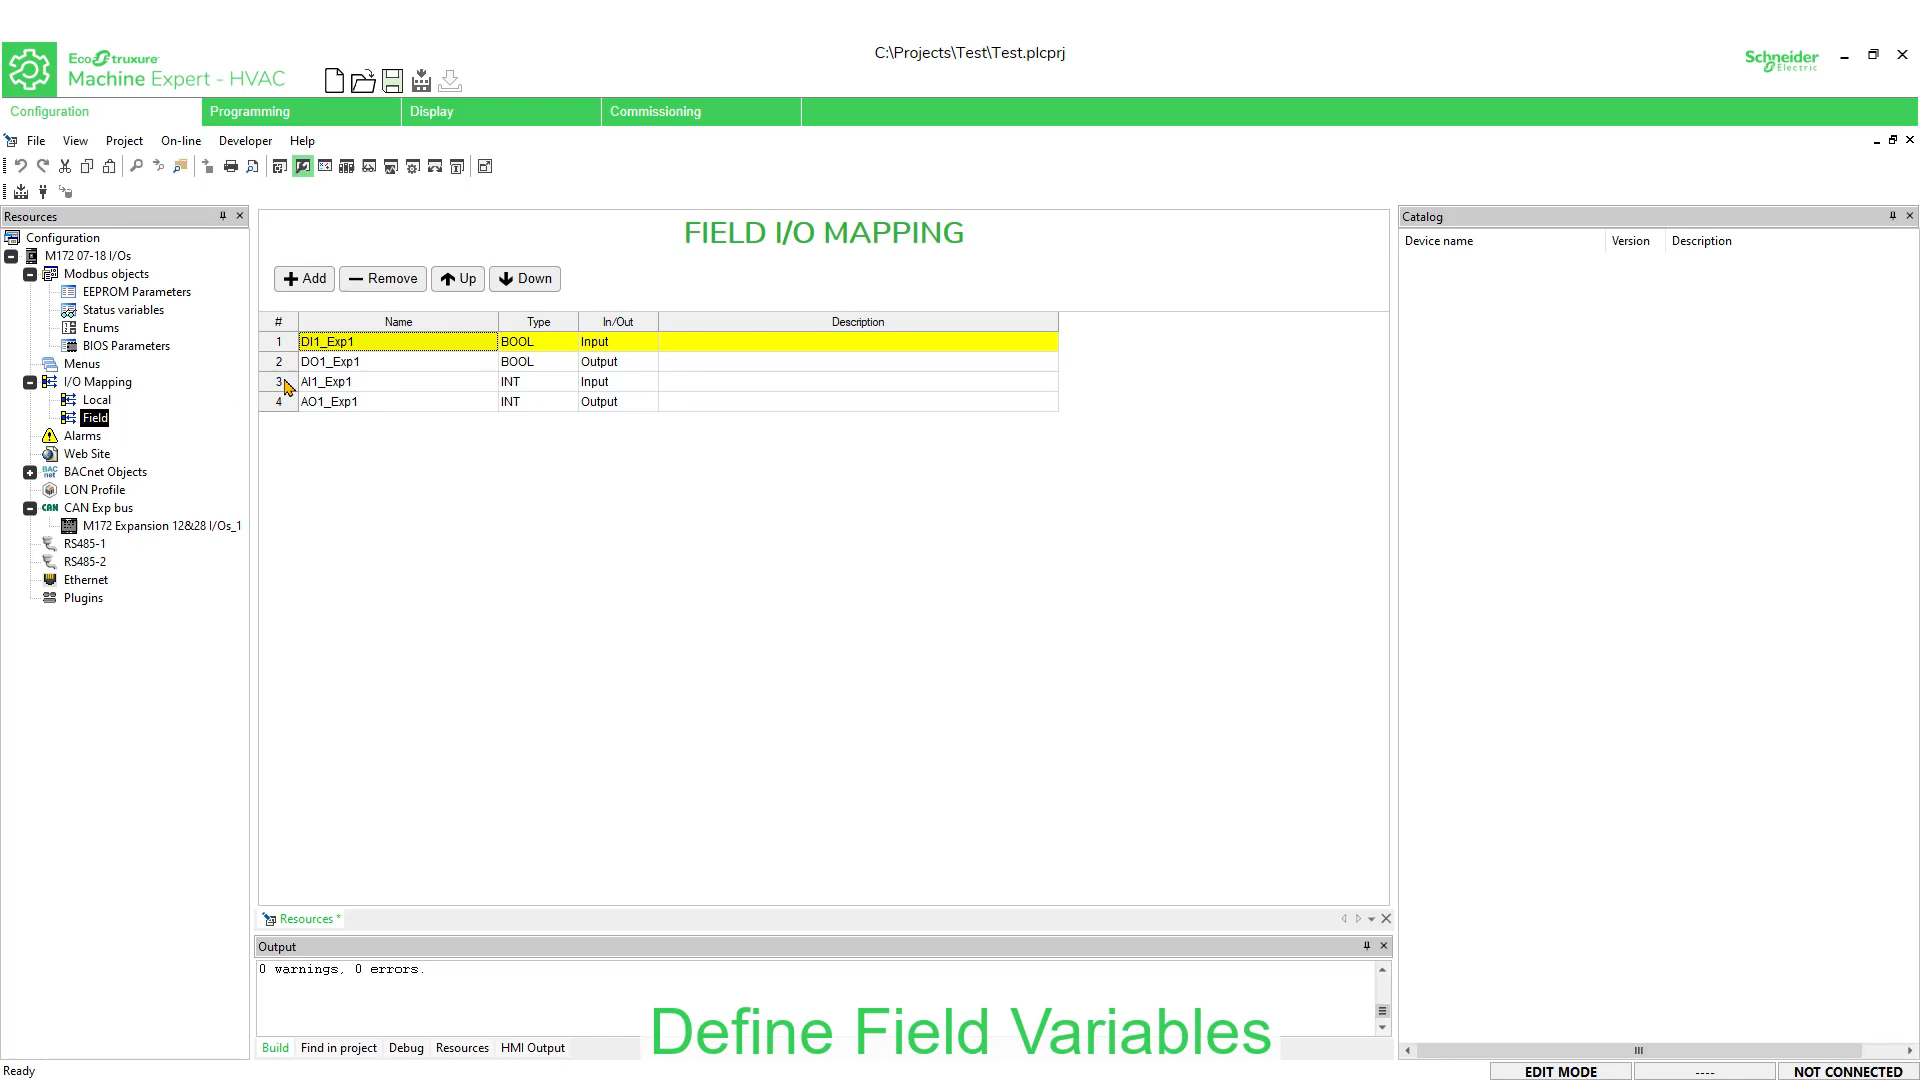 C:\Projects\Test\Test.plcprj
EcoStruxure
Machine Expert - HVAC
Schneider
Electric
Configuration
Programming
Display
Commissioning
File
View
Project
On-line
Developer
Help
Resources
Configuration
M172 07-18 I/Os
Modbus objects
EEPROM Parameters
Status variables
Enums
BIOS Parameters
Menus
I/O Mapping
Local
Field
Alarms
Web Site
BAC
net
BACnet Objects
LON Profile
CAN
CAN Exp bus
M172 Expansion 12&28 I/Os_1
RS485-1
RS485-2
Ethernet
Plugins
FIELD I/O MAPPING
Add
Remove
Up
Down
# Name Type In/Out Description
1 DI1_Exp1 BOOL Input
2 DO1_Exp1 BOOL Output
3 AI1_Exp1 INT Input
4 AO1_Exp1 INT Output
Resources *
Output
0 warnings, 0 errors.
Define Field Variables
Build
Find in project
Debug
Resources
HMI Output
Catalog
Device name
Version
Description
Ready
EDIT MODE
----
NOT CONNECTED